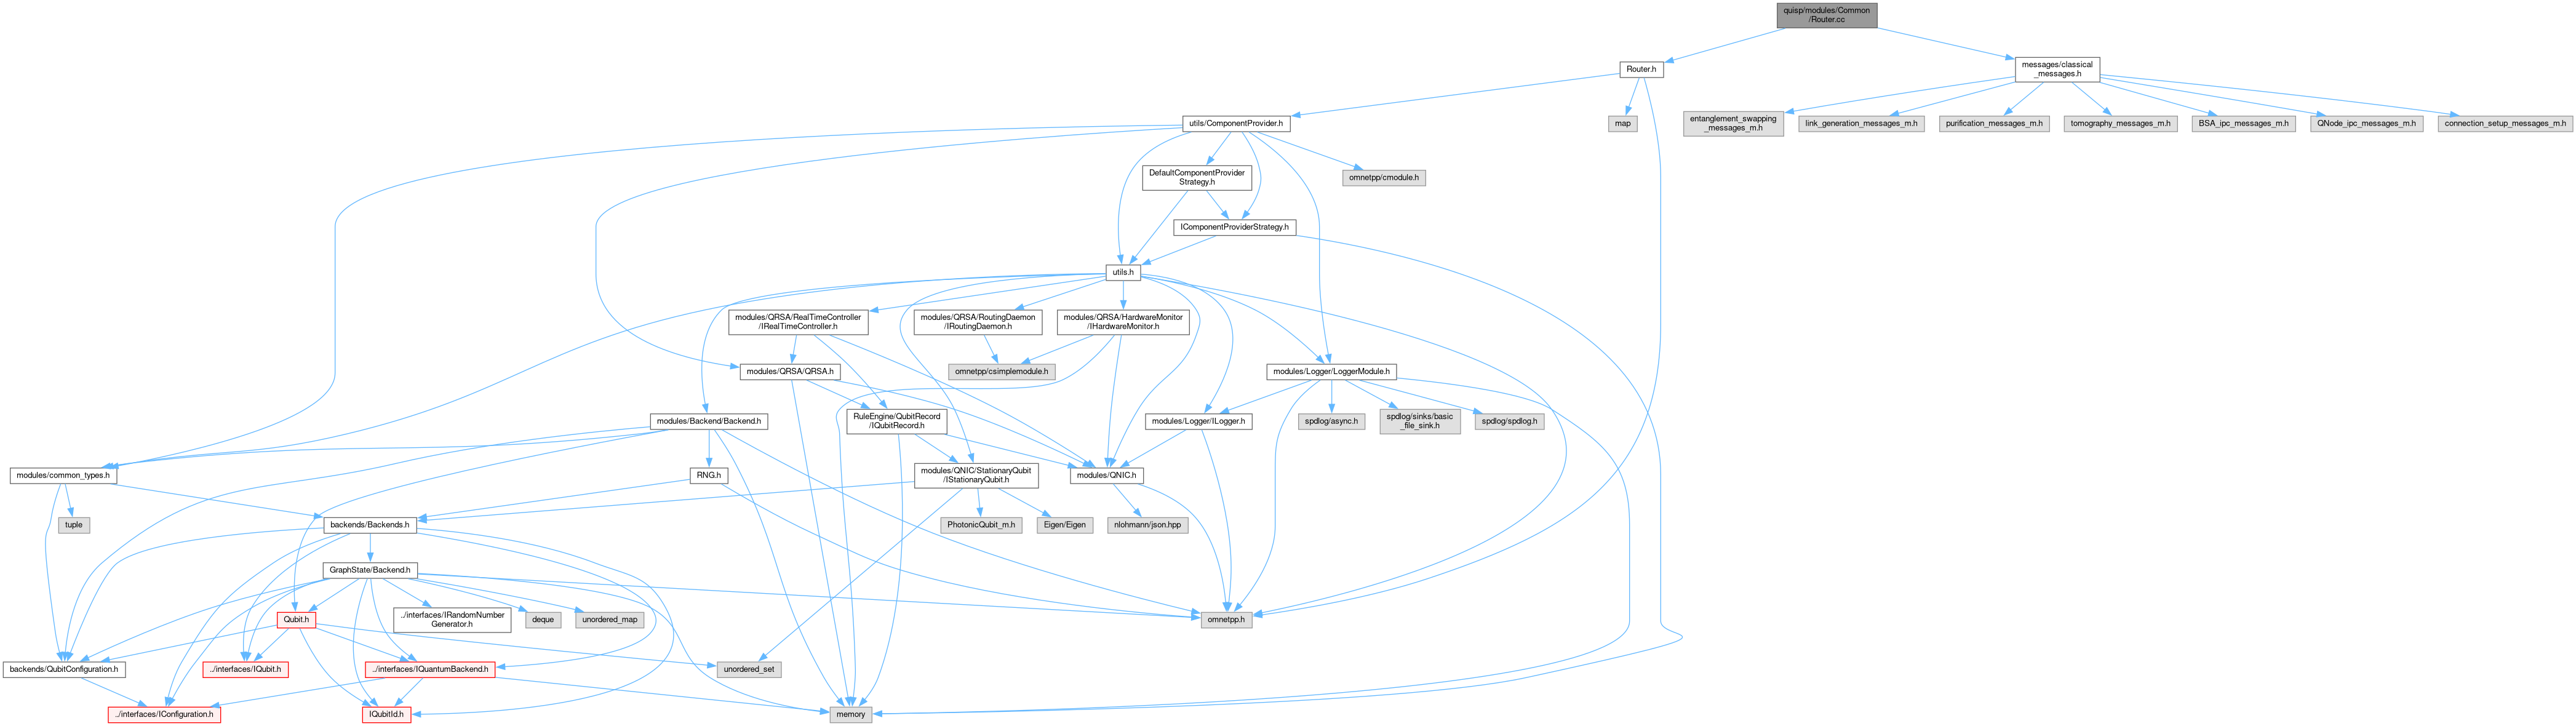 quisp/modules/Common
/Router.cc
Router.h
messages/classical
_messages.h
utils/ComponentProvider.h
map
entanglement_swapping
_messages_m.h
link_generation_messages_m.h
purification_messages_m.h
tomography_messages_m.h
BSA_ipc_messages_m.h
QNode_ipc_messages_m.h
connection_setup_messages_m.h
DefaultComponentProvider
Strategy.h
omnetpp/cmodule.h
IComponentProviderStrategy.h
utils.h
modules/QRSA/RealTimeController
/IRealTimeController.h
modules/QRSA/RoutingDaemon
/IRoutingDaemon.h
modules/QRSA/HardwareMonitor
/IHardwareMonitor.h
modules/QRSA/QRSA.h
omnetpp/csimplemodule.h
modules/Logger/LoggerModule.h
modules/Backend/Backend.h
RuleEngine/QubitRecord
/IQubitRecord.h
modules/Logger/ILogger.h
spdlog/async.h
spdlog/sinks/basic
_file_sink.h
spdlog/spdlog.h
modules/common_types.h
RNG.h
modules/QNIC/StationaryQubit
/IStationaryQubit.h
modules/QNIC.h
tuple
backends/Backends.h
PhotonicQubit_m.h
Eigen/Eigen
nlohmann/json.hpp
GraphState/Backend.h
Qubit.h
../interfaces/IRandomNumber
Generator.h
deque
unordered_map
omnetpp.h
backends/QubitConfiguration.h
../interfaces/IQubit.h
../interfaces/IQuantumBackend.h
unordered_set
../interfaces/IConfiguration.h
IQubitId.h
memory